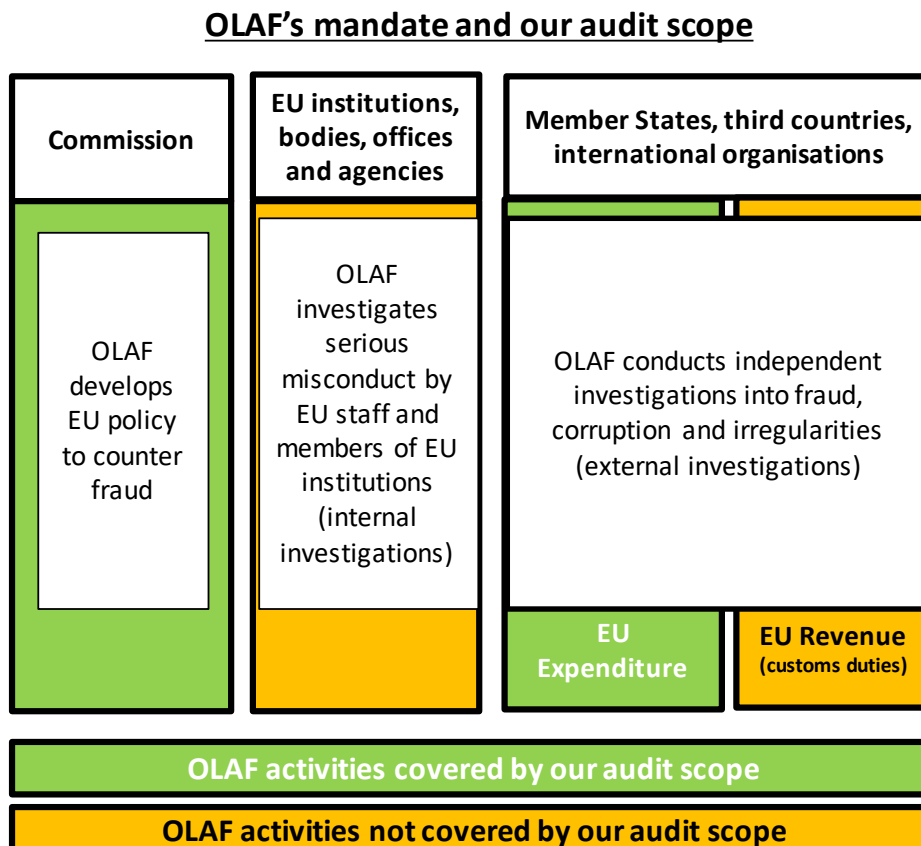 OLAF's mandate and our audit scope
Commission
EU institutions,
bodies, offices
and agencies
Member States, third countries,
international organisations
OLAF
develops
EU policy
to counter
fraud
OLAF
investigates
serious
misconduct by
EU staff and
members of EU
institutions
(internal
investigations)
OLAF conducts independent
investigations into fraud,
corruption and irregularities
(external investigations)
EU
Expenditure
EU Revenue
(customs duties)
OLAF activities covered by our audit scope
OLAF activities not covered by our audit scope